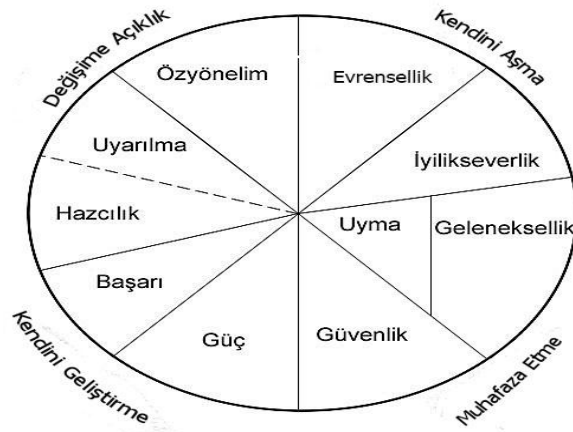 Değişime Açıklık
Kendini Aşma
Özyönelim
Evrensellik
Uyarılma
İyilikseverlik
Hazcılık
Uyma
Geleneksellik
Başarı
Güç
Güvenlik
Kendini Geliştirme
Muhafaza Etme